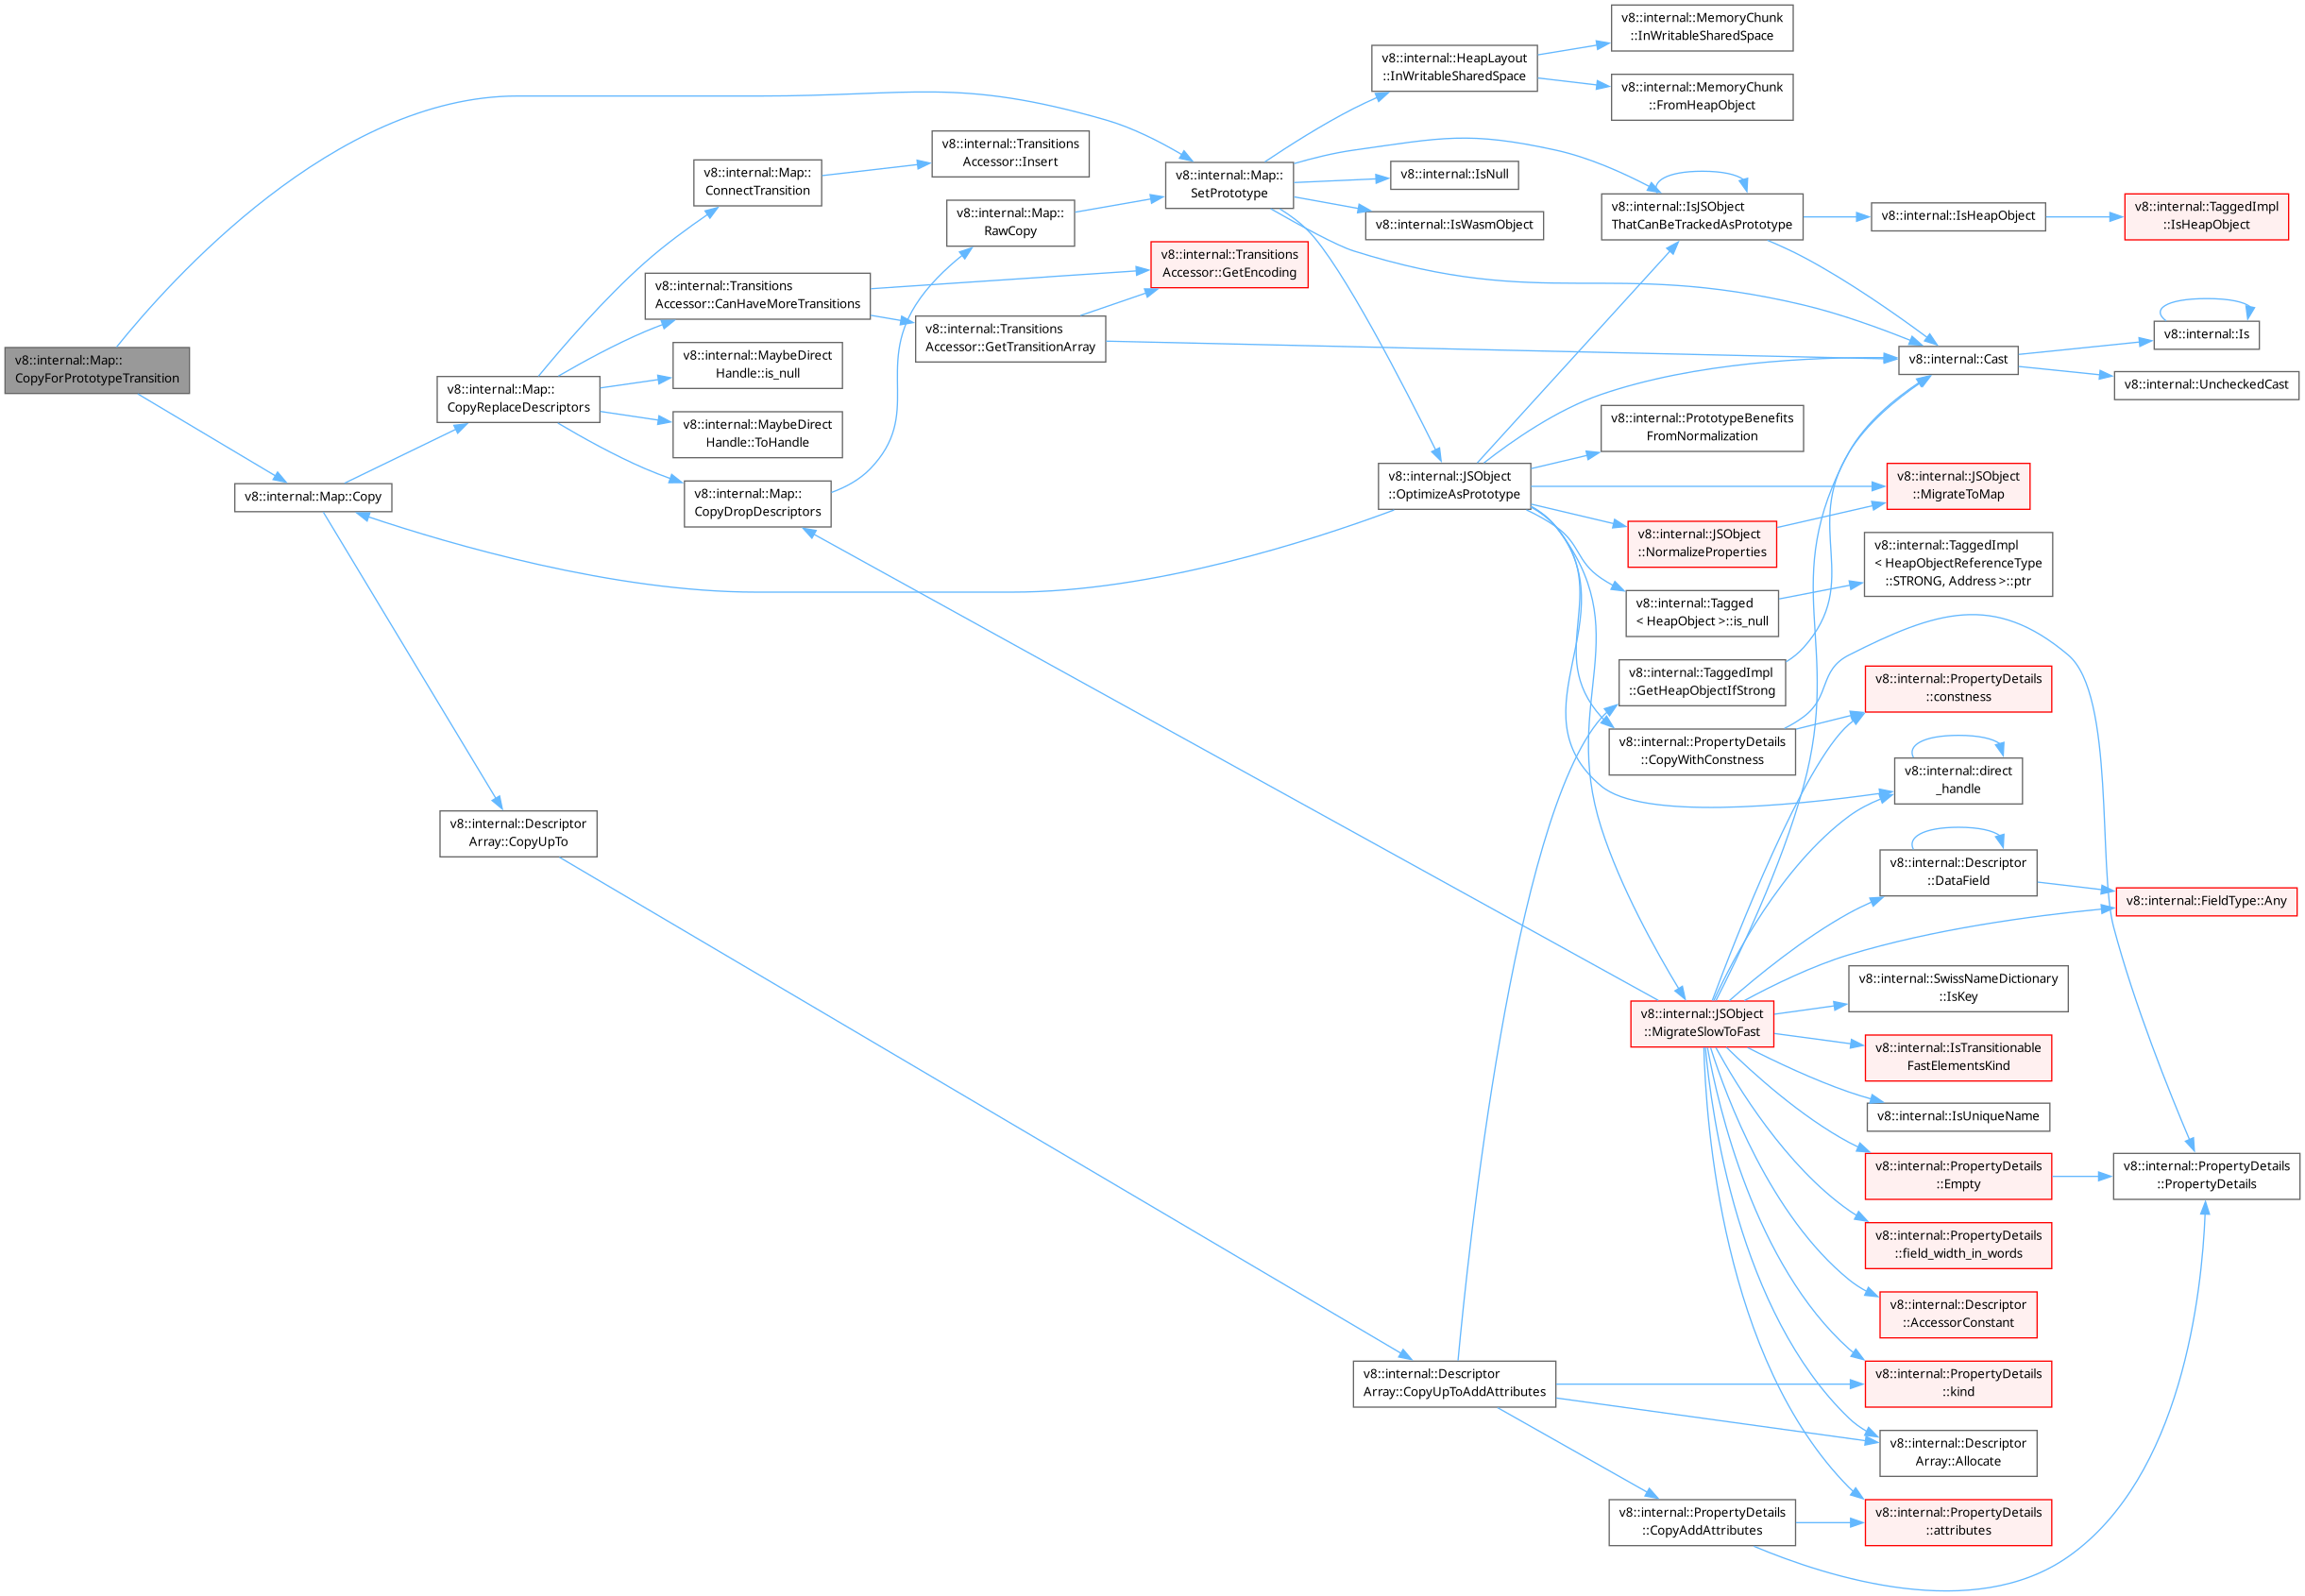 v8::internal::Map::
CopyForPrototypeTransition
v8::internal::Map::Copy
v8::internal::Map::
CopyReplaceDescriptors
v8::internal::Descriptor
Array::CopyUpTo
v8::internal::Map::
ConnectTransition
v8::internal::Transitions
Accessor::CanHaveMoreTransitions
v8::internal::MaybeDirect
Handle::is_null
v8::internal::MaybeDirect
Handle::ToHandle
v8::internal::Map::
CopyDropDescriptors
v8::internal::Transitions
Accessor::Insert
v8::internal::Map::
RawCopy
v8::internal::Transitions
Accessor::GetTransitionArray
v8::internal::Map::
SetPrototype
v8::internal::Transitions
Accessor::GetEncoding
v8::internal::HeapLayout
::InWritableSharedSpace
v8::internal::IsNull
v8::internal::IsWasmObject
v8::internal::JSObject
::OptimizeAsPrototype
v8::internal::Descriptor
Array::CopyUpToAddAttributes
v8::internal::MemoryChunk
::InWritableSharedSpace
v8::internal::MemoryChunk
::FromHeapObject
v8::internal::IsJSObject
ThatCanBeTrackedAsPrototype
v8::internal::PrototypeBenefits
FromNormalization
v8::internal::JSObject
::NormalizeProperties
v8::internal::Tagged
< HeapObject >::is_null
v8::internal::TaggedImpl
::GetHeapObjectIfStrong
v8::internal::PropertyDetails
::CopyWithConstness
v8::internal::JSObject
::MigrateSlowToFast
v8::internal::PropertyDetails
::CopyAddAttributes
v8::internal::IsHeapObject
v8::internal::Cast
v8::internal::JSObject
::MigrateToMap
v8::internal::TaggedImpl
< HeapObjectReferenceType
::STRONG, Address >::ptr
v8::internal::PropertyDetails
::constness
v8::internal::direct
_handle
v8::internal::Descriptor
::DataField
v8::internal::SwissNameDictionary
::IsKey
v8::internal::IsTransitionable
FastElementsKind
v8::internal::IsUniqueName
v8::internal::PropertyDetails
::Empty
v8::internal::PropertyDetails
::field_width_in_words
v8::internal::Descriptor
::AccessorConstant
v8::internal::PropertyDetails
::kind
v8::internal::Descriptor
Array::Allocate
v8::internal::PropertyDetails
::attributes
v8::internal::TaggedImpl
::IsHeapObject
v8::internal::Is
v8::internal::UncheckedCast
v8::internal::FieldType::Any
v8::internal::PropertyDetails
::PropertyDetails